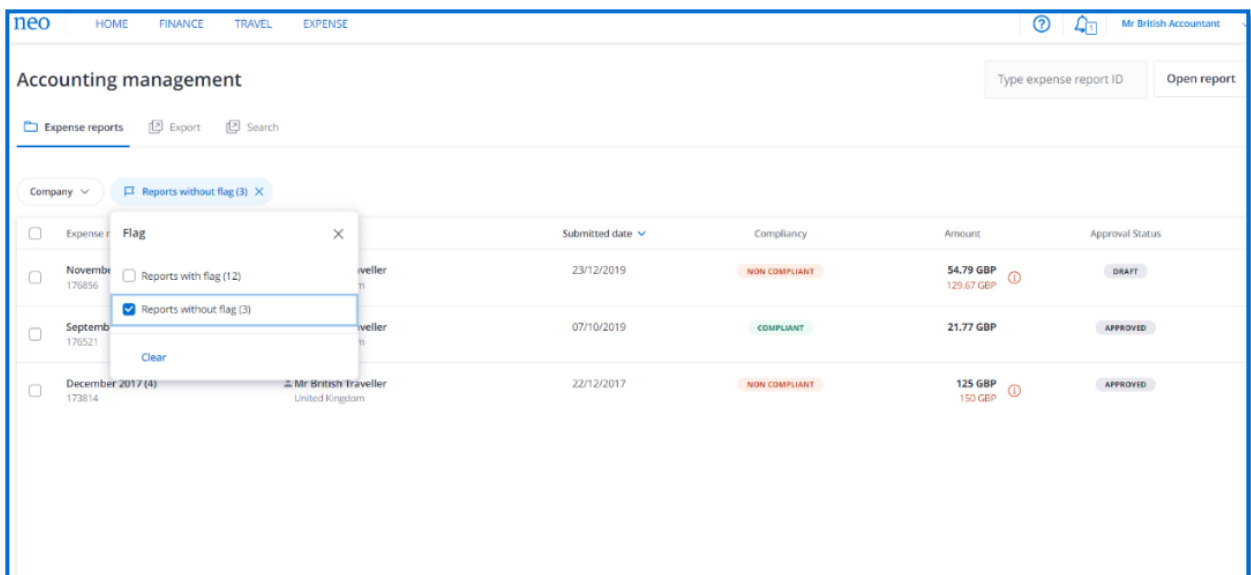 neo HOME FINANCE TRAVEL EXPENSE 1 Mr British Accountant
Accounting management Type expense report ID Open report
Expense reports Export Search
Company Reports without flag (3)
Flag Submitted date Compliancy Amount Approval Status
Reports with flag (12)
23/12/2019 NON COMPLIANT 54.79 GBP DRAFT
176856 129.67 GBP
Reports without flag (3)
07/10/2019 COMPLIANT 21.77 GBP APPROVED
176521
Clear
December 2017 (4) Mr British Traveller 22/12/2017 NON COMPLIANT 125 GBP APPROVED
173814 United Kingdom 150 GBP